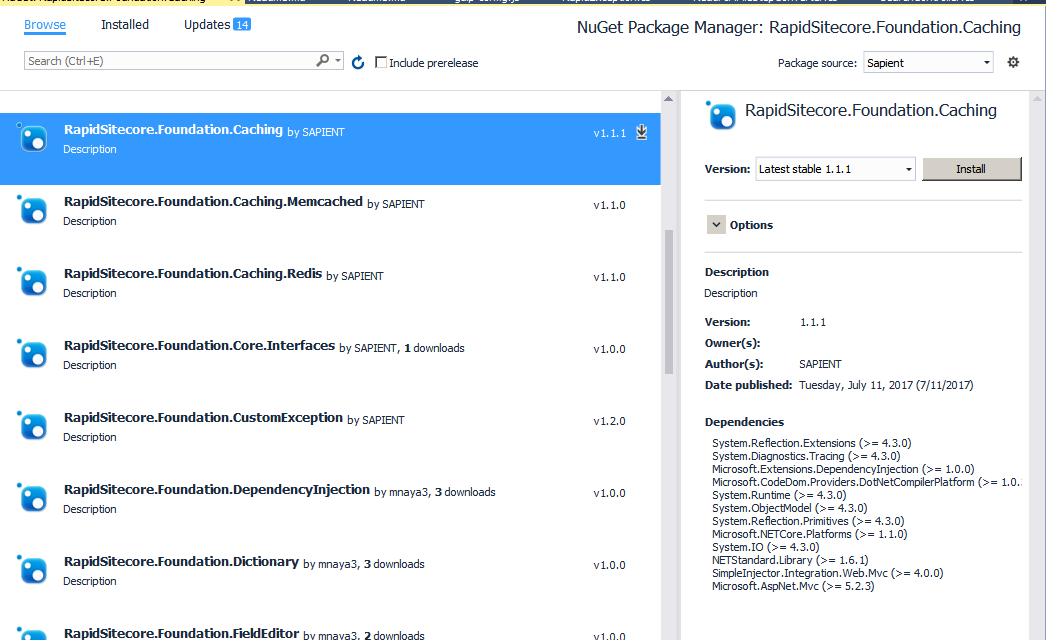 Browse Installed Updates 14
NuGet Package Manager: RapidSitecore.Foundation.Caching
Search (Ctrl+E) Include prerelease
Package source: Sapient
RapidSitecore.Foundation.Caching by SAPIENT v1.1.1
Description
RapidSitecore.Foundation.Caching.Memcached by SAPIENT v1.1.0
Description
RapidSitecore.Foundation.Caching.Redis by SAPIENT v1.1.0
Description
RapidSitecore.Foundation.Core.Interfaces by SAPIENT, 1 downloads v1.0.0
Description
RapidSitecore.Foundation.CustomException by SAPIENT v1.2.0
Description
RapidSitecore.Foundation.DependencyInjection by mnaya3, 3 downloads v1.0.0
Description
RapidSitecore.Foundation.Dictionary by mnaya3, 3 downloads v1.0.0
Description
RapidSitecore.Foundation.FieldEditor by mnaya3, 2 downloads v1.0.0
RapidSitecore.Foundation.Caching
Version: Latest stable 1.1.1 Install
Options
Description
Description
Version: 1.1.1
Owner(s):
Author(s): SAPIENT
Date published: Tuesday, July 11, 2017 (7/11/2017)
Dependencies
System.Reflection.Extensions (>= 4.3.0)
System.Diagnostics.Tracing (>= 4.3.0)
Microsoft.Extensions.DependencyInjection (>= 1.0.0)
Microsoft.CodeDom.Providers.DotNetCompilerPlatform (>= 1.0.
System.Runtime (>= 4.3.0)
System.ObjectModel (>= 4.3.0)
System.Reflection.Primitives (>= 4.3.0)
Microsoft.NETCore.Platforms (>= 1.1.0)
System.IO (>= 4.3.0)
NETStandard.Library (>= 1.6.1)
SimpleInjector.Integration.Web.Mvc (>= 4.0.0)
Microsoft.AspNet.Mvc (>= 5.2.3)